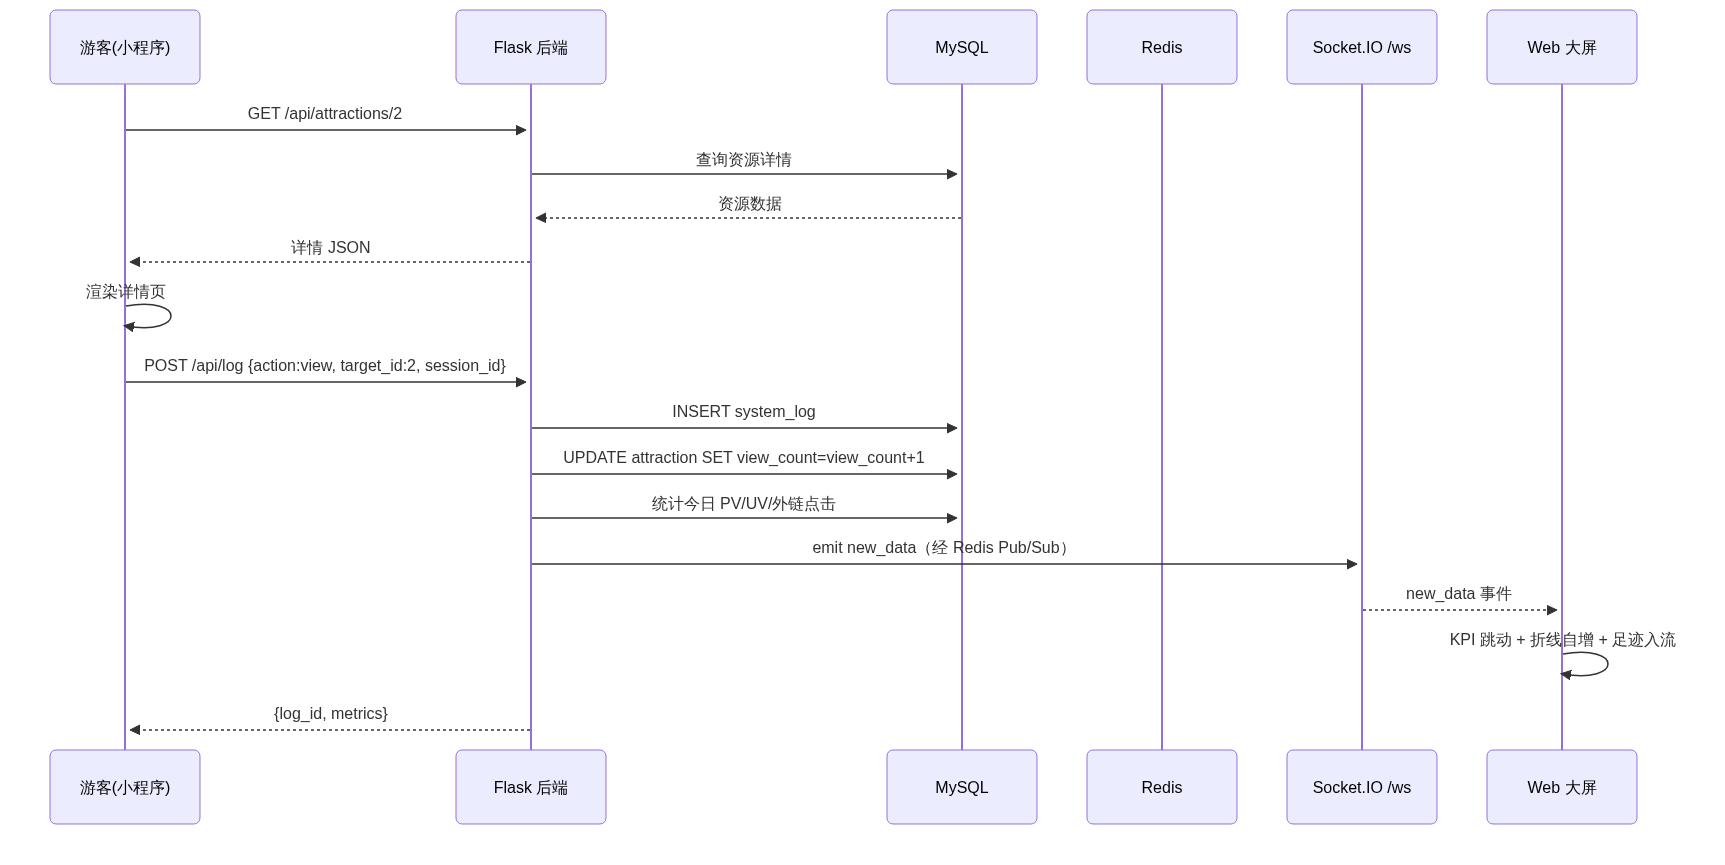 游客(小程序)
Flask 后端
MySQL
Redis
Socket.IO /ws
Web 大屏
GET /api/attractions/2
查询资源详情
资源数据
详情 JSON
渲染详情页
POST /api/log {action:view, target_id:2, session_id}
INSERT system_log
UPDATE attraction SET view_count=view_count+1
统计今日 PV/UV/外链点击
emit new_data（经 Redis Pub/Sub）
new_data 事件
KPI 跳动 + 折线自增 + 足迹入流
{log_id, metrics}
游客(小程序)
Flask 后端
MySQL
Redis
Socket.IO /ws
Web 大屏